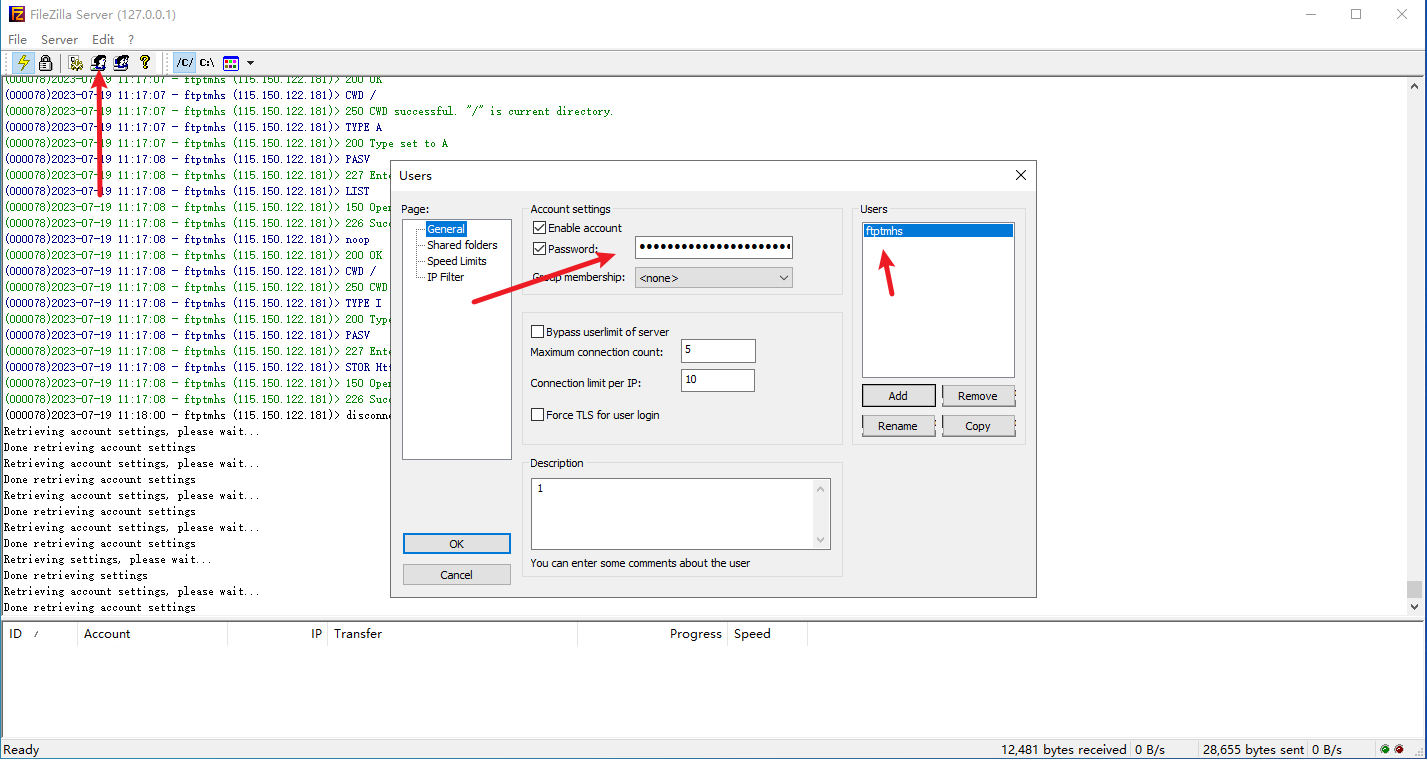 FileZilla Server (127.0.0.1)
File Server Edit ?
/C/ C:\
(000078)2023-07-19 11:17:07 - ftptmhs (115.150.122.181)> 200 OK
(000078)2023-07-19 11:17:07 - ftptmhs (115.150.122.181)> CWD /
(000078)2023-07-19 11:17:07 - ftptmhs (115.150.122.181)> 250 CWD successful. "/" is current directory.
(000078)2023-07-19 11:17:07 - ftptmhs (115.150.122.181)> TYPE A
(000078)2023-07-19 11:17:07 - ftptmhs (115.150.122.181)> 200 Type set to A
(000078)2023-07-19 11:17:08 - ftptmhs (115.150.122.181)> PASV
(000078)2023-07-19 11:17:08 - ftptmhs (115.150.122.181)> 227 Ente
(000078)2023-07-19 11:17:08 - ftptmhs (115.150.122.181)> LIST
(000078)2023-07-19 11:17:08 - ftptmhs (115.150.122.181)> 150 Open
(000078)2023-07-19 11:17:08 - ftptmhs (115.150.122.181)> 226 Succ
(000078)2023-07-19 11:17:08 - ftptmhs (115.150.122.181)> noop
(000078)2023-07-19 11:17:08 - ftptmhs (115.150.122.181)> 200 OK
(000078)2023-07-19 11:17:08 - ftptmhs (115.150.122.181)> CWD /
(000078)2023-07-19 11:17:08 - ftptmhs (115.150.122.181)> 250 CWD
(000078)2023-07-19 11:17:08 - ftptmhs (115.150.122.181)> TYPE I
(000078)2023-07-19 11:17:08 - ftptmhs (115.150.122.181)> 200 Type
(000078)2023-07-19 11:17:08 - ftptmhs (115.150.122.181)> PASV
(000078)2023-07-19 11:17:08 - ftptmhs (115.150.122.181)> 227 Ente
(000078)2023-07-19 11:17:08 - ftptmhs (115.150.122.181)> STOR Htt
(000078)2023-07-19 11:17:08 - ftptmhs (115.150.122.181)> 150 Open
(000078)2023-07-19 11:17:08 - ftptmhs (115.150.122.181)> 226 Succ
(000078)2023-07-19 11:18:00 - ftptmhs (115.150.122.181)> disconne
Retrieving account settings, please wait...
Done retrieving account settings
Retrieving account settings, please wait...
Done retrieving account settings
Retrieving account settings, please wait...
Done retrieving account settings
Retrieving account settings, please wait...
Done retrieving account settings
Retrieving settings, please wait...
Done retrieving settings
Retrieving account settings, please wait...
Done retrieving account settings
Users
Page:
General
Shared folders
Speed Limits
IP Filter
OK
Cancel
Account settings
Enable account
Password:
Group membership: <none>
Bypass userlimit of server
Maximum connection count: 5
Connection limit per IP: 10
Force TLS for user login
Description
1
You can enter some comments about the user
Users
ftptmhs
Add Remove
Rename Copy
ID / Account IP Transfer Progress Speed
Ready 12,481 bytes received 0 B/s 28,655 bytes sent 0 B/s